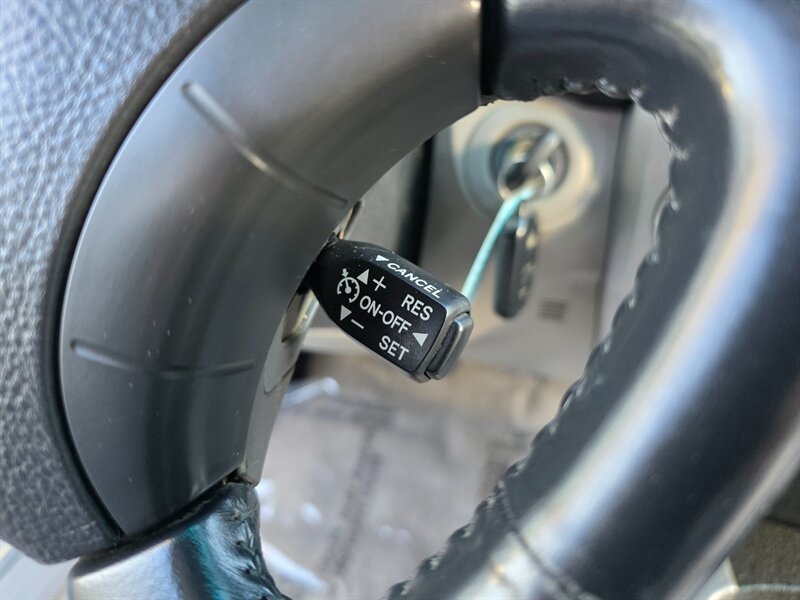 ◀ CANCEL
▲ + RES
ON-OFF ▲
▼ − SET